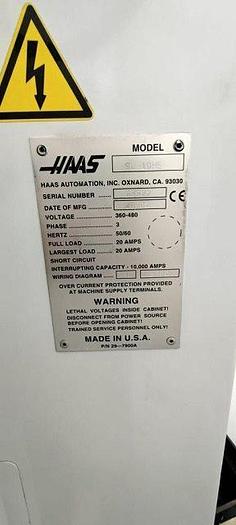 MODEL
HAAS
HAAS AUTOMATION, INC. OXNARD, CA. 93030
SERIAL NUMBER
CE
DATE OF MFG
VOLTAGE 360-480
PHASE 3
HERTZ 50/60
FULL LOAD 20 AMPS
LARGEST LOAD 20 AMPS
SHORT CIRCUIT
INTERRUPTING CAPACITY - 10,000 AMPS
WIRING DIAGRAM
OVER CURRENT PROTECTION PROVIDED
AT MACHINE SUPPLY TERMINALS.
WARNING
LETHAL VOLTAGES INSIDE CABINET!
DISCONNECT FROM POWER SOURCE
BEFORE OPENING CABINET!
TRAINED SERVICE PERSONNEL ONLY!
MADE IN U.S.A.
P/N 29-7900A